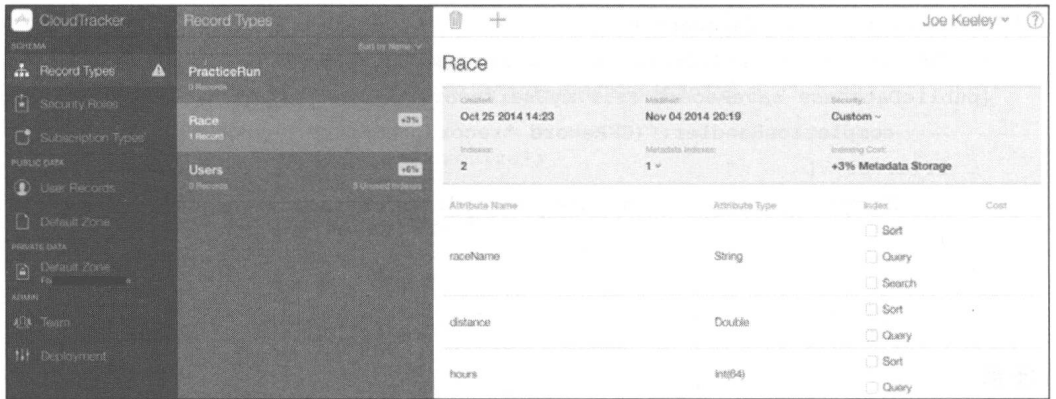 CloudTracker
SCHEMA
Record Types
Security Roles
Subscription Types
PUBLIC DATA
User Records
Default Zone
PRIVATE DATA
Default Zone
ADMIN
Team
Deployment
Record Types
Sort by Name
PracticeRun
0 Records
Race +3%
1 Record
Users +6%
0 Records 5 Unused Indexes
Joe Keeley ?
Race
Created: Modified: Security:
Oct 25 2014 14:23 Nov 04 2014 20:19 Custom
Indexes: Metadata Indexes: Indexing Cost:
2 1 +3% Metadata Storage
Attribute Name Attribute Type Index Cost
Sort
raceName String Query
Search
Sort
distance Double
Query
Sort
hours Int(64)
Query